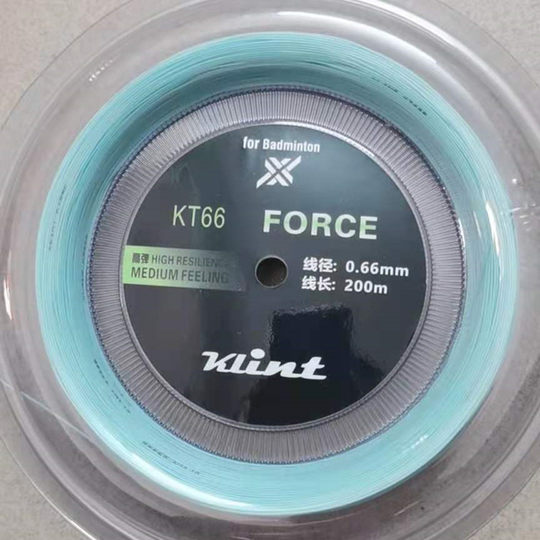 for Badminton
KT66 FORCE
高弹 HIGH RESILIENCE
MEDIUM FEELING
线径: 0.66mm
线长: 200m
Klint